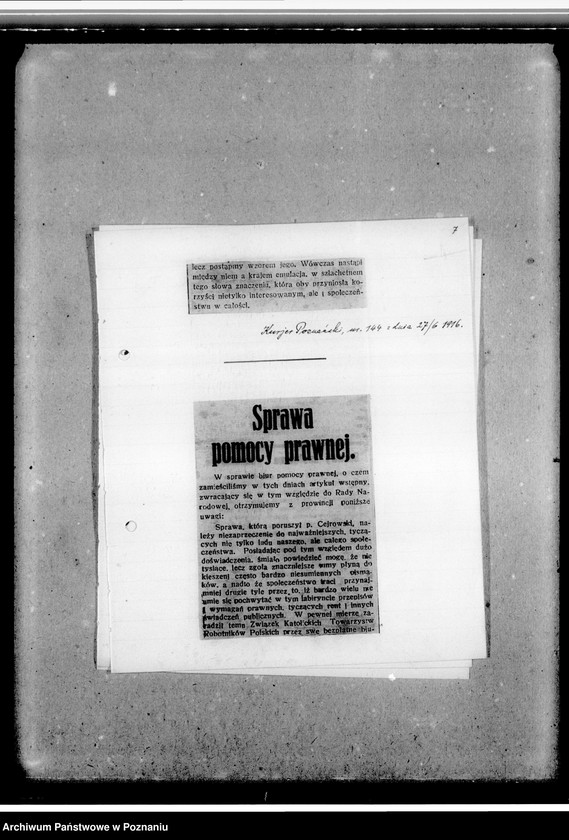 7
lecz postąpmy wzorem jego. Wówczas nastąpi
między niem a krajem emulacja, w szlachetnem
tego słowa znaczeniu, która oby przyniosła ko-
rzyści nietylko interesowanym, ale i społeczeń-
stwu w całości.
Kurjer Poznański, nr. 144 z dnia 27/6 1916.
Sprawa
pomocy prawnej.
W sprawie biur pomocy prawnej, o czem
zamieściliśmy w tych dniach artykuł wstępny,
zwracający się w tym względzie do Rady Na-
rodowej, otrzymujemy z prowincji poniższe
uwagi:
Sprawa, którą poruszył p. Cejrowski, na-
leży niezaprzeczenie do najważniejszych, tyczą-
cych nie tylko ludu naszego, ale całego społe-
czeństwa. Posiadając pod tym względem dużo
doświadczenia, śmiało powiedzieć mogę, że nie
tysiące, lecz zgoła znaczniejsze sumy płyną do
kieszeni często bardzo niesumiennych pisma-
ków, a nadto że społeczeństwo traci przynaj-
mniej drugie tyle przez to, iż bardzo wielu nie
umie się pochwytać w tym labiryncie przepisów
i wymagań prawnych, tyczących rent i innych
świadczeń publicznych. W pewnej mierze za-
radził temu Związek Katolickich Towarzystw
Robotników Polskich przez swe bezpłatne biu-
Archiwum Państwowe w Poznaniu